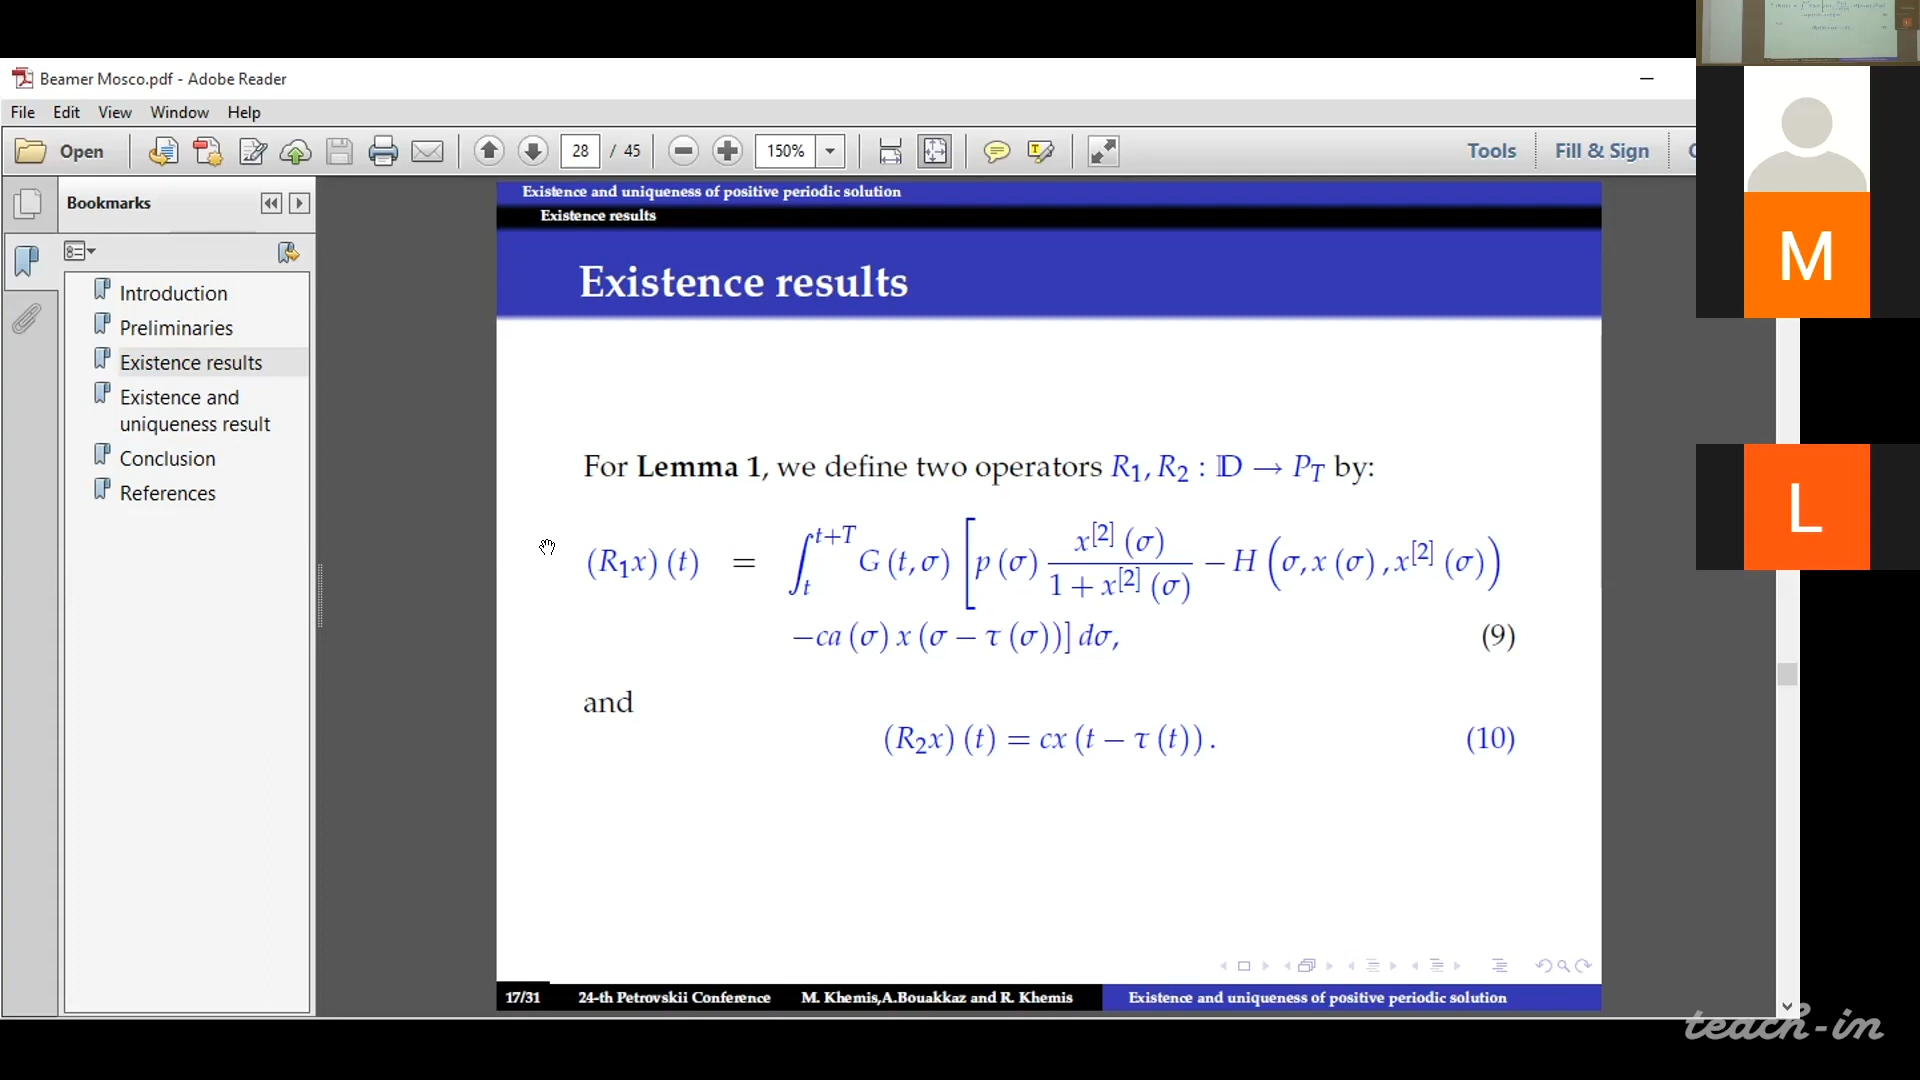 Beamer Mosco.pdf - Adobe Reader
File Edit View Window Help
Open 28 / 45 150% Tools Fill & Sign
Bookmarks
Introduction
Preliminaries
Existence results
Existence and
uniqueness result
Conclusion
References
Existence and uniqueness of positive periodic solution
Existence results
Existence results
For Lemma 1, we define two operators R₁, R₂ : 𝔻 → P_T by:
(R₁x) (t) = ∫_t^{t+T} G (t, σ) [ p (σ) \frac{x^{[2]} (σ)}{1 + x^{[2]} (σ)} − H (σ, x (σ), x^{[2]} (σ))
−ca (σ) x (σ − τ (σ))] dσ, (9)
and
(R₂x) (t) = cx (t − τ (t)) . (10)
17/31 24-th Petrovskii Conference M. Khemis,A.Bouakkaz and R. Khemis Existence and uniqueness of positive periodic solution
M
L
teach-in